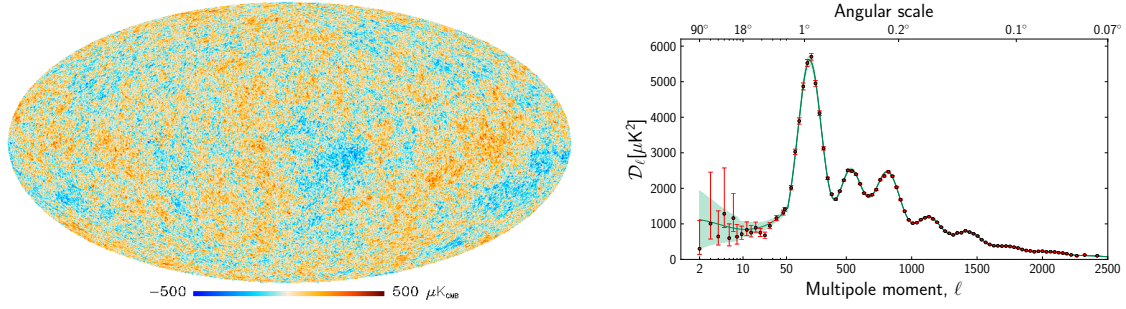 −500 500 μK_CMB
Angular scale
90° 18° 1° 0.2° 0.1° 0.07°
𝒟ℓ[μK²]
6000
5000
4000
3000
2000
1000
0
2 10 50 500 1000 1500 2000 2500
Multipole moment, ℓ